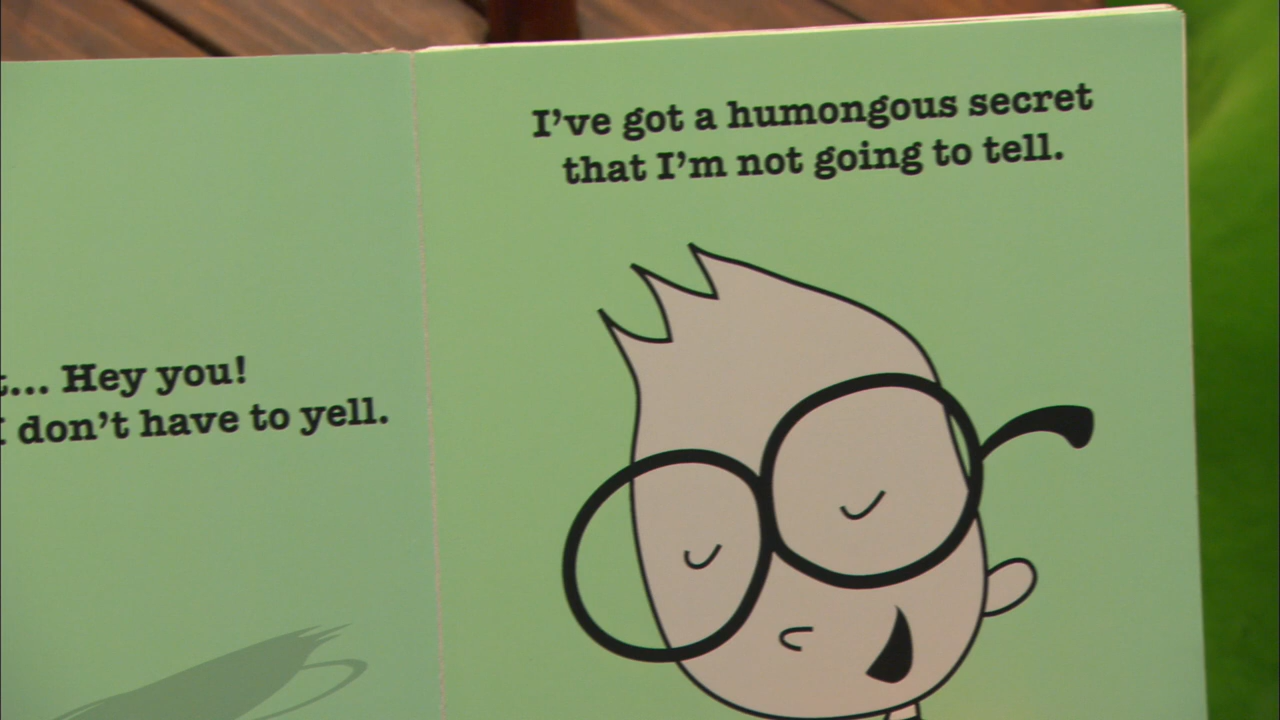 ... Hey you!
I don't have to yell.
I've got a humongous secret
that I'm not going to tell.